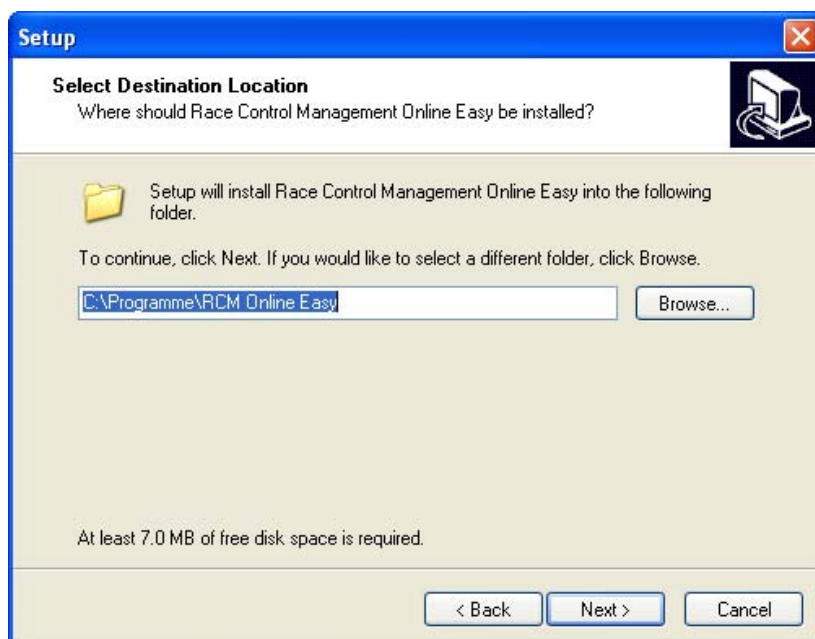 Setup
Select Destination Location
Where should Race Control Management Online Easy be installed?
Setup will install Race Control Management Online Easy into the following
folder.
To continue, click Next. If you would like to select a different folder, click Browse.
C:\Programme\RCM Online Easy
Browse...
At least 7.0 MB of free disk space is required.
< Back
Next >
Cancel